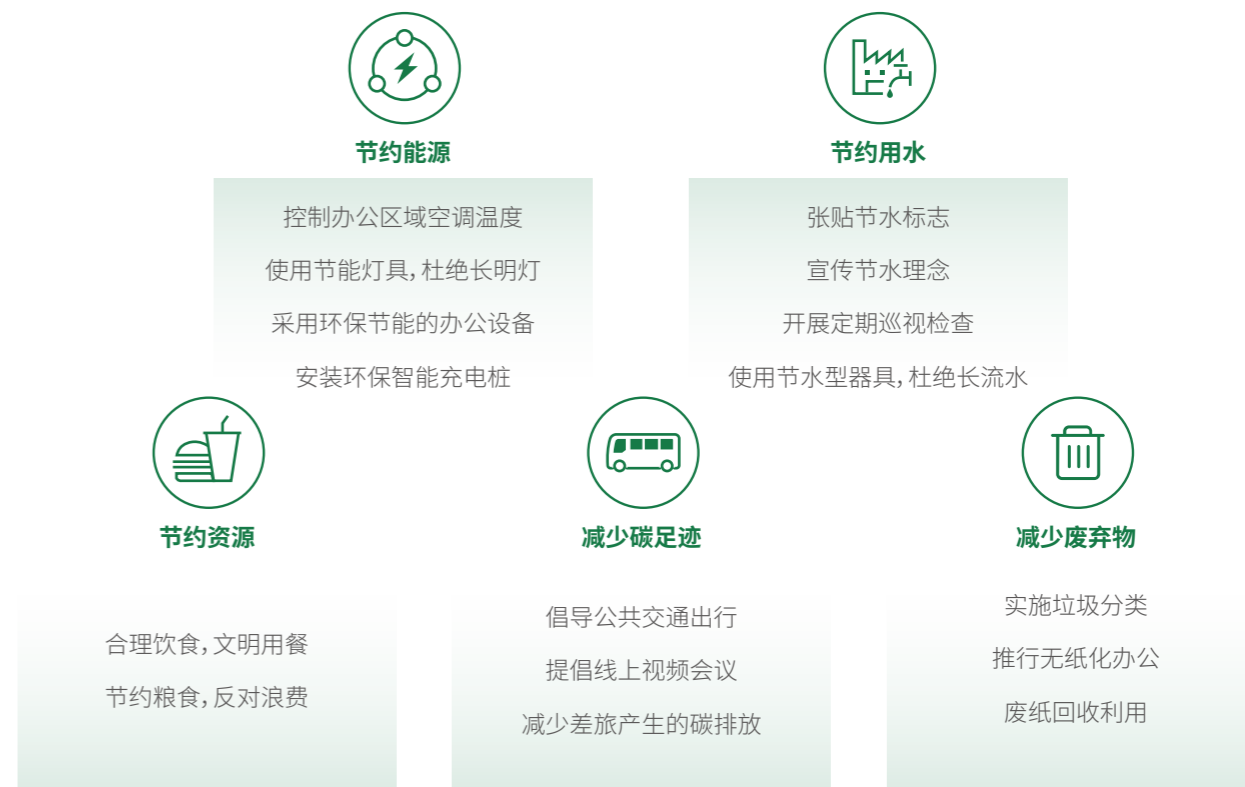 节约能源
控制办公区域空调温度
使用节能灯具，杜绝长明灯
采用环保节能的办公设备
安装环保智能充电桩
节约用水
张贴节水标志
宣传节水理念
开展定期巡视检查
使用节水型器具，杜绝长流水
节约资源
合理饮食，文明用餐
节约粮食，反对浪费
减少碳足迹
倡导公共交通出行
提倡线上视频会议
减少差旅产生的碳排放
减少废弃物
实施垃圾分类
推行无纸化办公
废纸回收利用